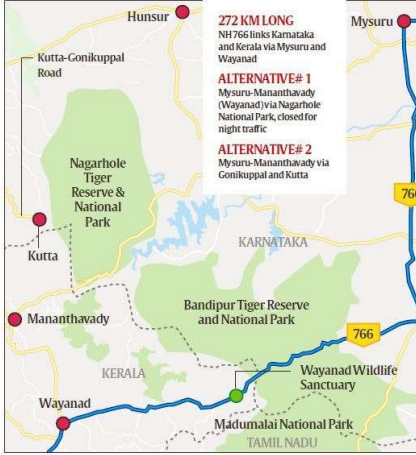 Hunsur
272 KM LONG
NH 766 links Karnataka
and Kerala via Mysuru and
Wayanad
ALTERNATIVE# 1
Mysuru-Mananthavady
(Wayanad) via Nagarhole
National Park, closed for
night traffic
ALTERNATIVE# 2
Mysuru-Mananthavady via
Gonikuppal and Kutta
Mysuru
Kutta-Gonikuppal
Road
Nagarhole
Tiger
Reserve &
National
Park
766
Kutta
KARNATAKA
Bandipur Tiger Reserve
and National Park
Mananthavady
766
KERALA
Wayanad Wildlife
Sanctuary
Wayanad
Madumalai National Park
TAMIL NADU